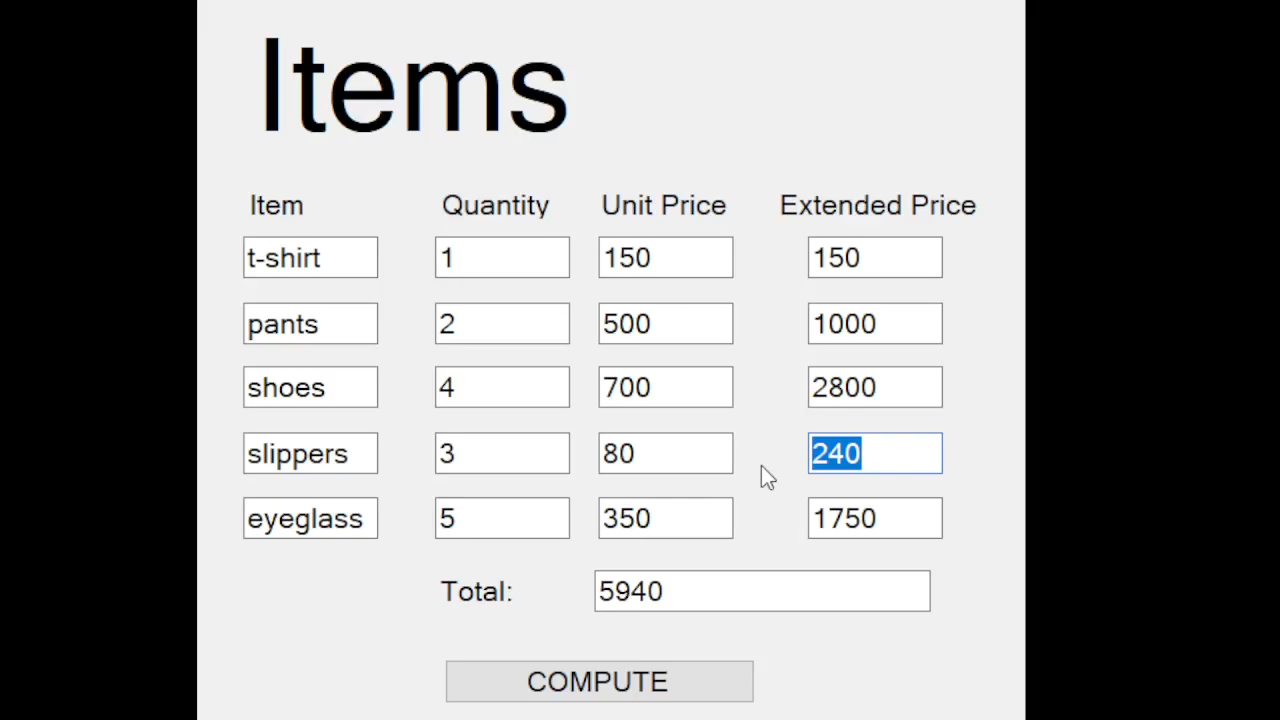 Items
Item Quantity Unit Price Extended Price
t-shirt 1 150 150
pants 2 500 1000
shoes 4 700 2800
slippers 3 80 240
eyeglass 5 350 1750
Total: 5940
COMPUTE